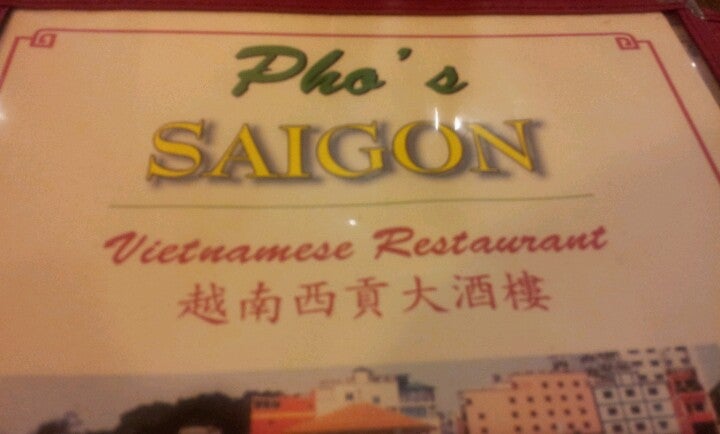 Pho's
SAIGON
Vietnamese Restaurant
越南西貢大酒樓